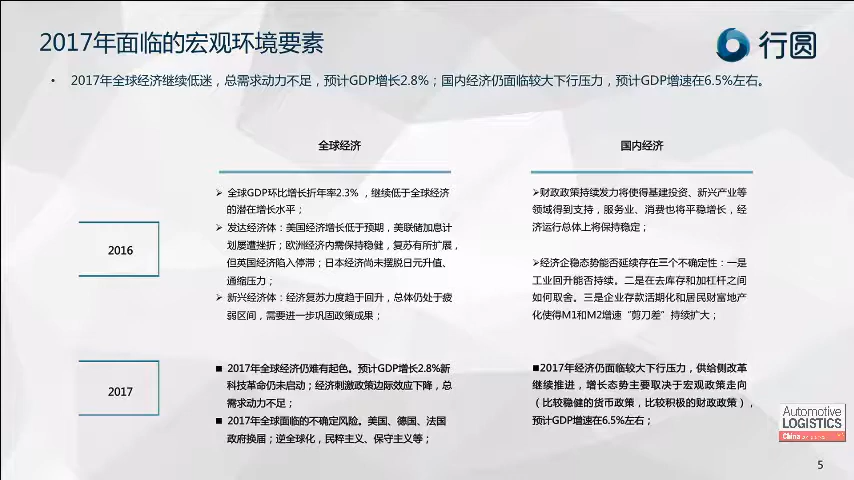 2017年面临的宏观环境要素
行圆
• 2017年全球经济继续低迷，总需求动力不足，预计GDP增长2.8%；国内经济仍面临较大下行压力，预计GDP增速在6.5%左右。
全球经济
国内经济
2016
➢ 全球GDP环比增长折年率2.3% ，继续低于全球经济
的潜在增长水平；
➢ 发达经济体：美国经济增长低于预期，美联储加息计
划屡遭挫折；欧洲经济内需保持稳健，复苏有所扩展，
但英国经济陷入停滞；日本经济尚未摆脱日元升值、
通缩压力；
➢ 新兴经济体：经济复苏力度趋于回升，总体仍处于疲
弱区间，需要进一步巩固政策成果；
➢财政政策持续发力将使得基建投资、新兴产业等
领域得到支持，服务业、消费也将平稳增长，经
济运行总体上将保持稳定；
➢经济企稳态势能否延续存在三个不确定性：一是
工业回升能否持续。二是在去库存和加杠杆之间
如何取舍。三是企业存款活期化和居民财富地产
化使得M1和M2增速“剪刀差”持续扩大；
2017
■ 2017年全球经济仍难有起色。预计GDP增长2.8%新
科技革命仍未启动；经济刺激政策边际效应下降，总
需求动力不足；
■ 2017年全球面临的不确定风险。美国、德国、法国
政府换届；逆全球化，民粹主义、保守主义等；
■2017年经济仍面临较大下行压力，供给侧改革
继续推进，增长态势主要取决于宏观政策走向
（比较稳健的货币政策，比较积极的财政政策），
预计GDP增速在6.5%左右；
Automotive
LOGISTICS
China
5